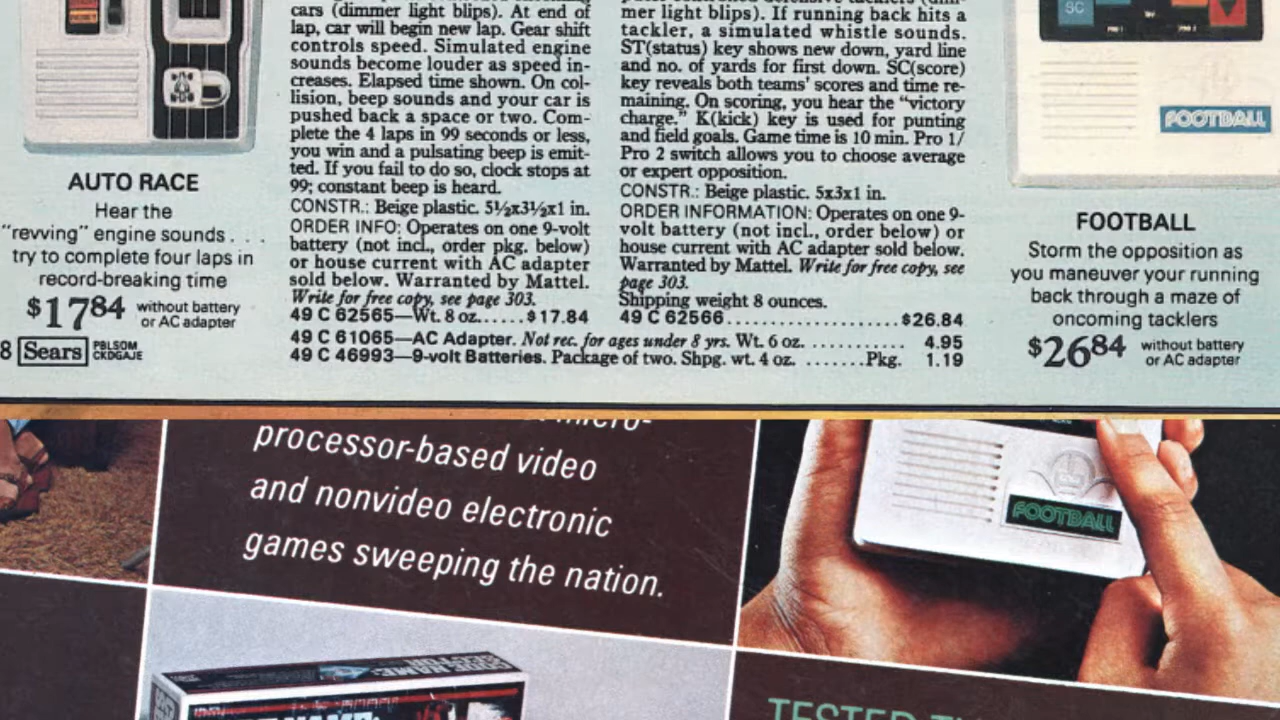 cars (dimmer light blips). At end of
lap, car will begin new lap. Gear shift
controls speed. Simulated engine
sounds become louder as speed in-
creases. Elapsed time shown. On col-
lision, beep sounds and your car is
pushed back a space or two. Com-
plete the 4 laps in 99 seconds or less,
you win and a pulsating beep is emit-
ted. If you fail to do so, clock stops at
99; constant beep is heard.
CONSTR.: Beige plastic. 5½x3½x1 in.
ORDER INFO: Operates on one 9-volt
battery (not incl., order pkg. below)
or house current with AC adapter
sold below. Warranted by Mattel.
Write for free copy, see page 303.
49 C 62565—Wt. 8 oz......$17.84
mer light blips). If running back hits a
tackler, a simulated whistle sounds.
ST(status) key shows new down, yard line
and no. of yards for first down. SC(score)
key reveals both teams' scores and time re-
maining. On scoring, you hear the "victory
charge." K(kick) key is used for punting
and field goals. Game time is 10 min. Pro 1/
Pro 2 switch allows you to choose average
or expert opposition.
CONSTR.: Beige plastic. 5x3x1 in.
ORDER INFORMATION: Operates on one 9-
volt battery (not incl., order below) or
house current with AC adapter sold below.
Warranted by Mattel. Write for free copy, see
page 303.
Shipping weight 8 ounces.
49 C 62566....................$26.84
49 C 61065—AC Adapter. Not rec. for ages under 8 yrs. Wt. 6 oz. ............ 4.95
49 C 46993—9-volt Batteries. Package of two. Shpg. wt. 4 oz. .......Pkg. 1.19
AUTO RACE
Hear the
"revving" engine sounds . . .
try to complete four laps in
record-breaking time
$1784 without battery
or AC adapter
8 Sears PBLSOM
CKDGAJE
SC
FOOTBALL
FOOTBALL
Storm the opposition as
you maneuver your running
back through a maze of
oncoming tacklers
$2684 without battery
or AC adapter
processor-based video
and nonvideo electronic
games sweeping the nation.
FOOTBALL
TESTED